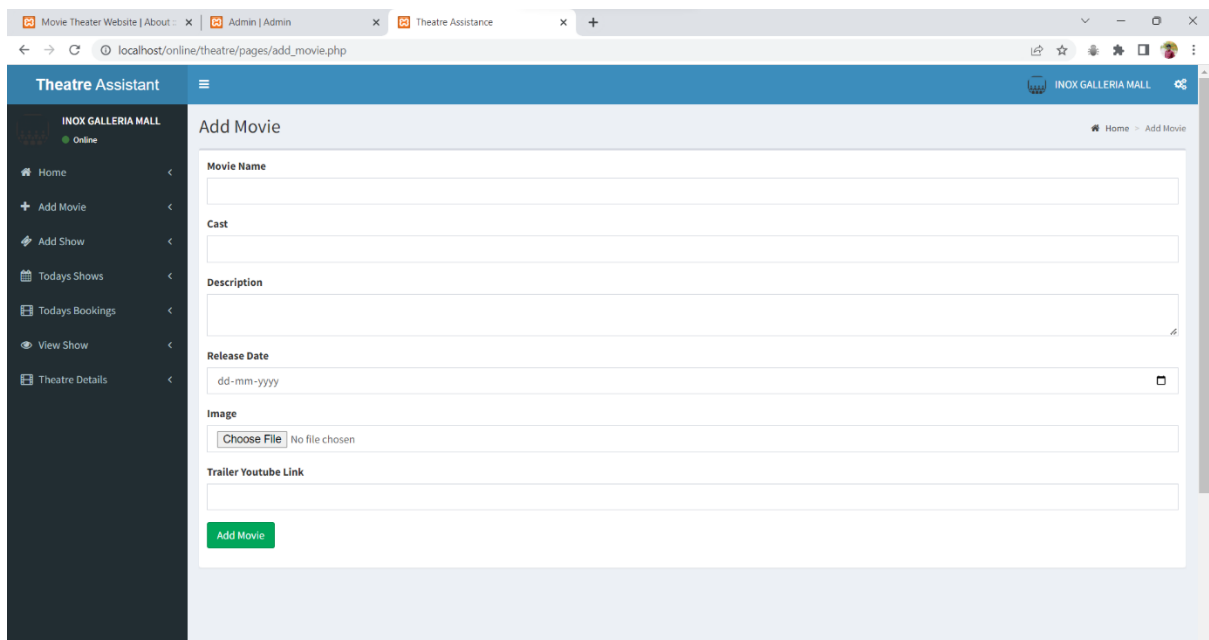 Movie Theater Website | About :
Admin | Admin
Theatre Assistance
localhost/online/theatre/pages/add_movie.php
Theatre Assistant
INOX GALLERIA MALL
INOX GALLERIA MALL
Online
Add Movie
Home > Add Movie
Home
Add Movie
Add Show
Todays Shows
Todays Bookings
View Show
Theatre Details
Movie Name
Cast
Description
Release Date
dd-mm-yyyy
Image
Choose File No file chosen
Trailer Youtube Link
Add Movie